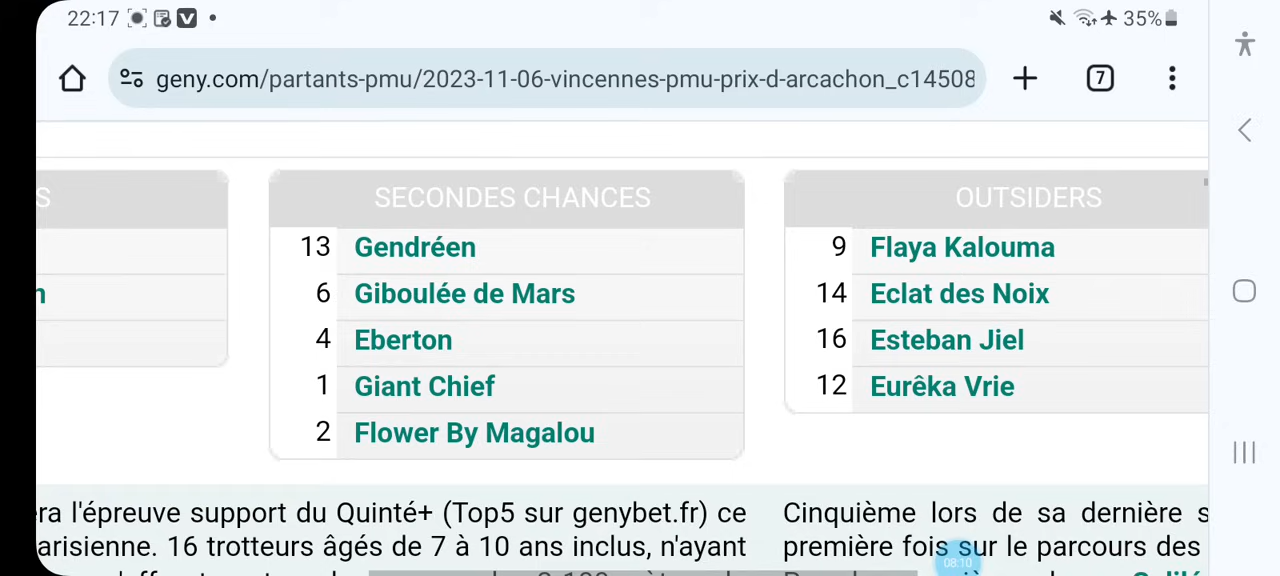 22:17
35%
geny.com/partants-pmu/2023-11-06-vincennes-pmu-prix-d-arcachon_c14508
7
S
SECONDES CHANCES
13 Gendréen
6 Giboulée de Mars
4 Eberton
1 Giant Chief
2 Flower By Magalou
OUTSIDERS
9 Flaya Kalouma
14 Eclat des Noix
16 Esteban Jiel
12 Eurêka Vrie
era l'épreuve support du Quinté+ (Top5 sur genybet.fr) ce
arisienne. 16 trotteurs âgés de 7 à 10 ans inclus, n'ayant
Cinquième lors de sa dernière s
première fois sur le parcours des
08:10